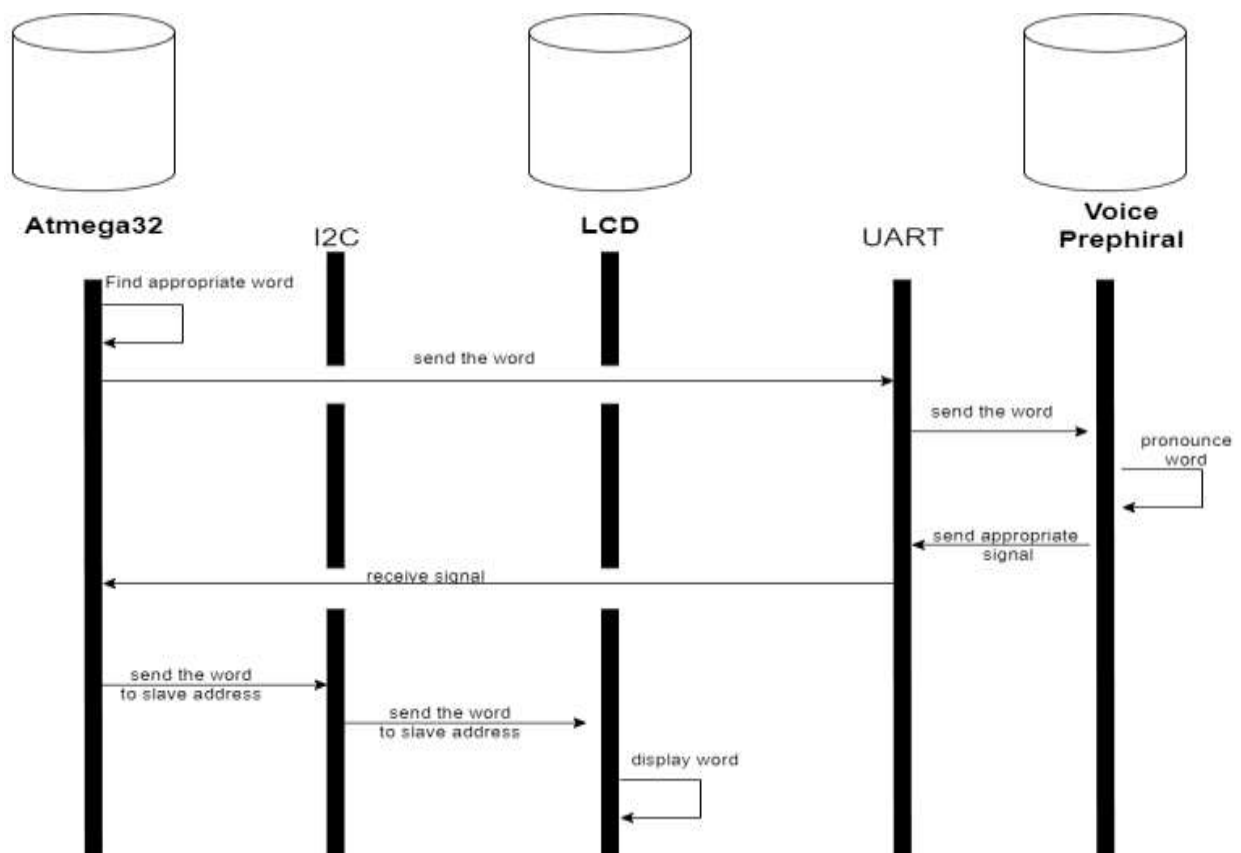 Atmega32
I2C
LCD
UART
Voice
Prephiral
Find appropriate word
send the word
send the word
pronounce
word
send appropriate
signal
receive signal
send the word
to slave address
send the word
to slave address
display word